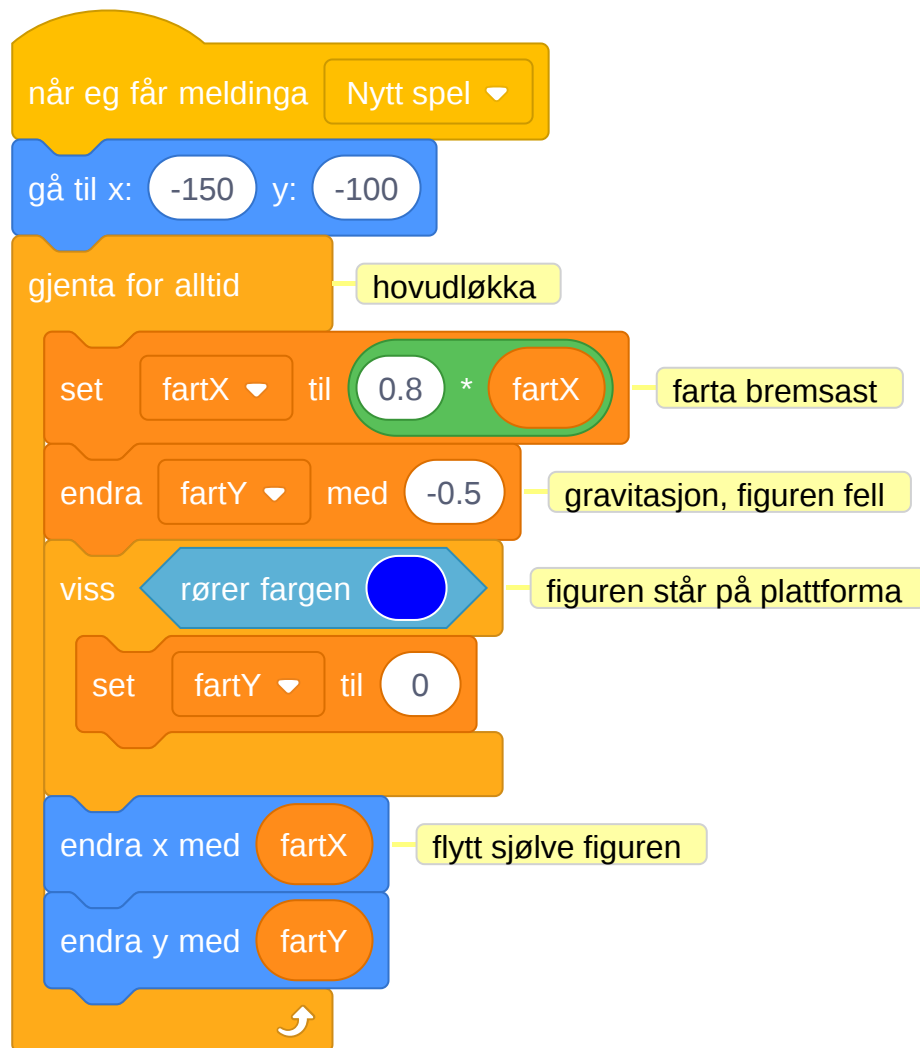 når eg får meldinga Nytt spel
gå til x: -150 y: -100
gjenta for alltid hovudløkka
set fartX til 0.8 * fartX farta bremsast
endra fartY med -0.5 gravitasjon, figuren fell
viss rører fargen figuren står på plattforma
set fartY til 0
endra x med fartX flytt sjølve figuren
endra y med fartY